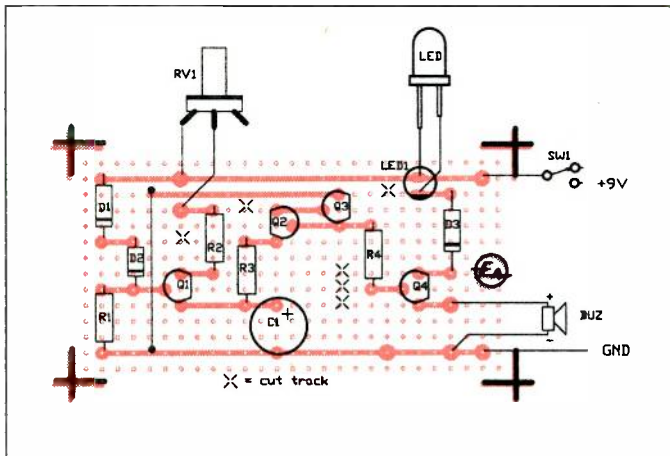 RV1
LED
LED1
SW1
+9V
D1
Q3
Q2
R2
D2
R3
R4
D3
Q1
Q4
EA
R1
C1
+
+
BUZ
-
GND
= cut track